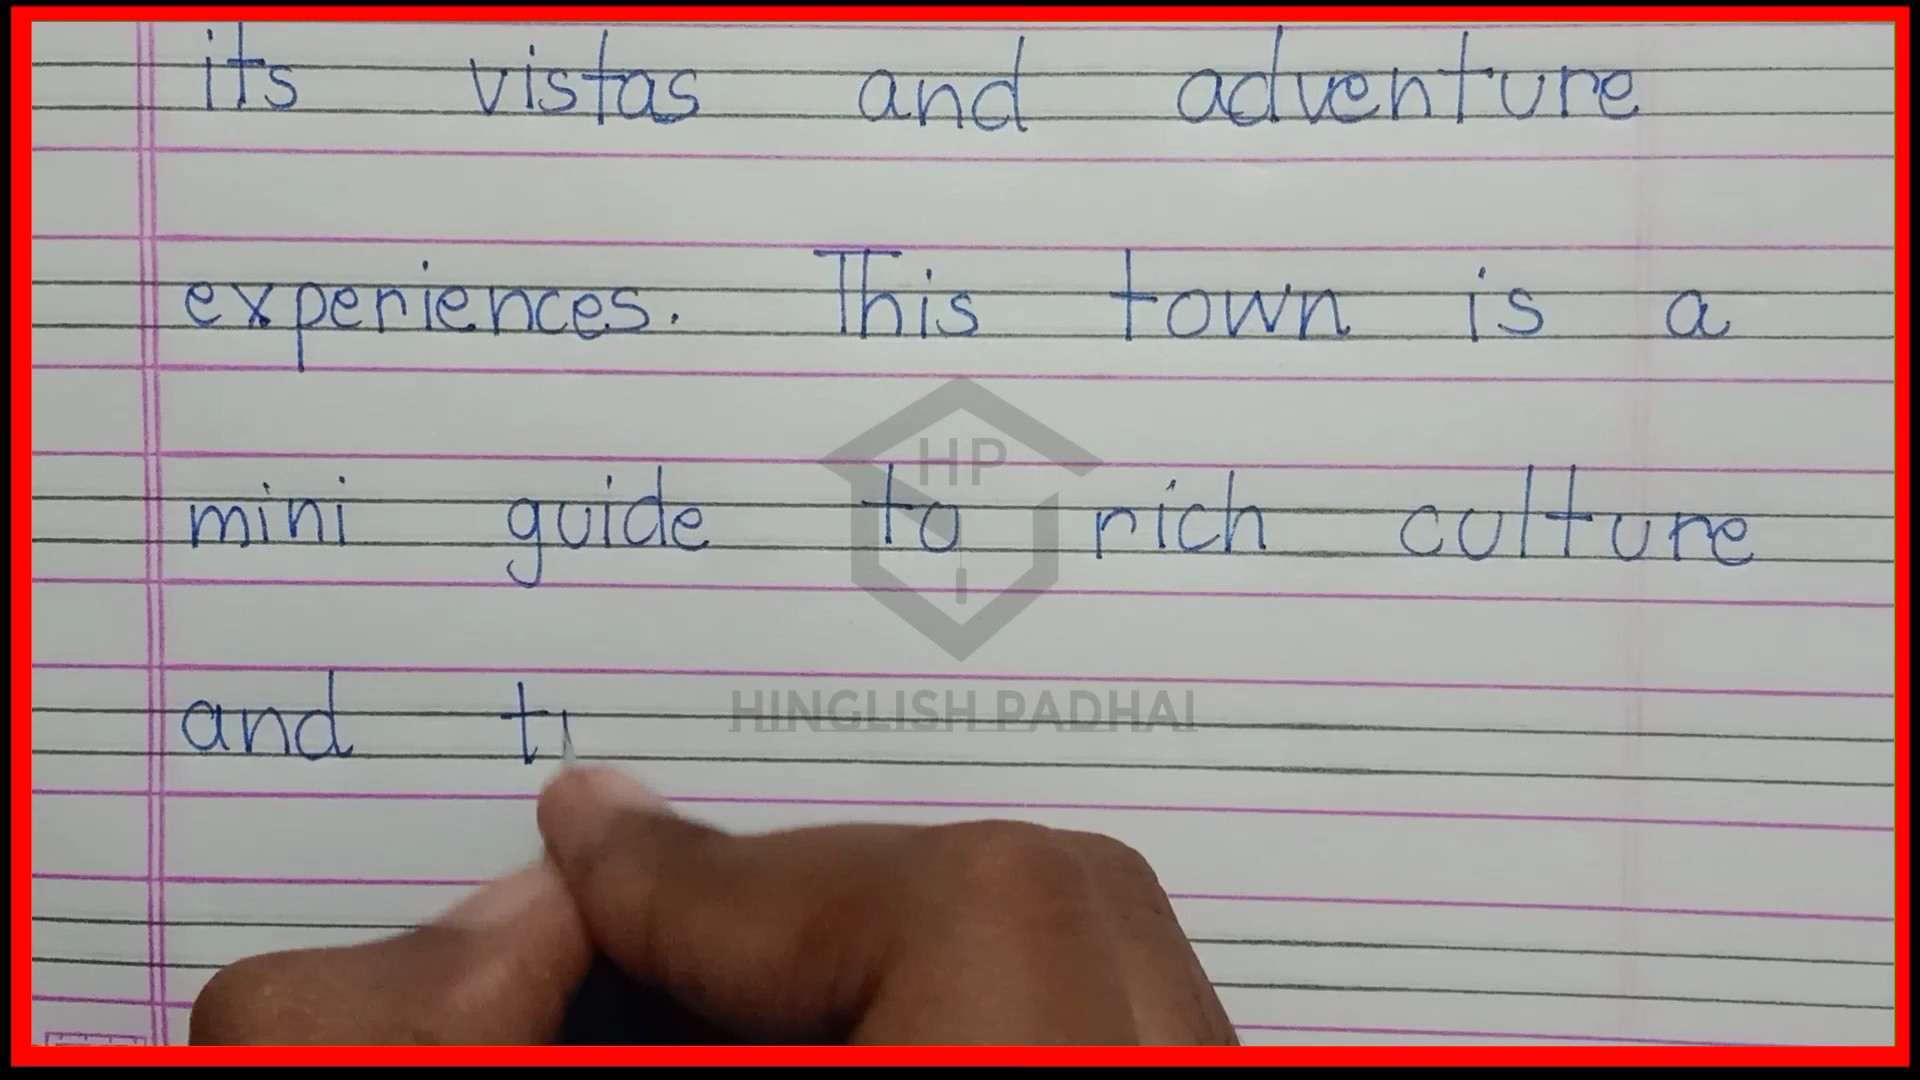 its vistas and adventure
experiences. This town is a
mini guide to rich culture
and
HP
I
HINGLISH PADHAI